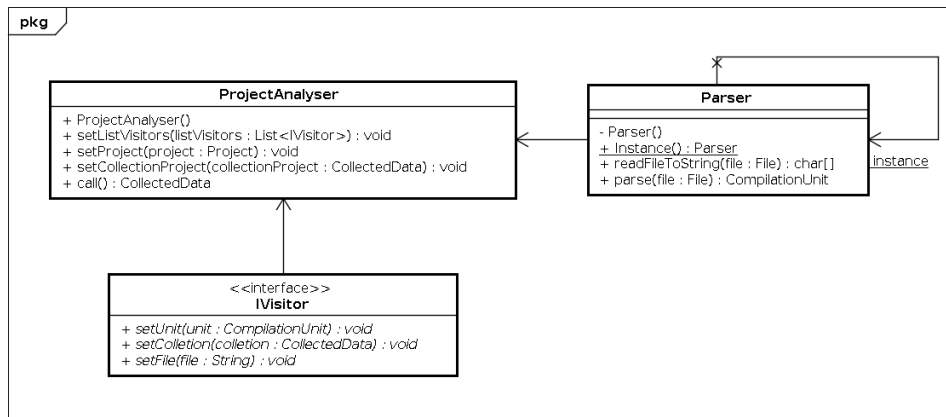 pkg
ProjectAnalyser
+ ProjectAnalyser()
+ setListVisitors(listVisitors : List<IVisitor>) : void
+ setProject(project : Project) : void
+ setCollectionProject(collectionProject : CollectedData) : void
+ call() : CollectedData
Parser
- Parser()
+ Instance() : Parser
+ readFileToString(file : File) : char[]
+ parse(file : File) : CompilationUnit
instance
<<interface>>
IVisitor
+ setUnit(unit : CompilationUnit) : void
+ setColletion(colletion : CollectedData) : void
+ setFile(file : String) : void